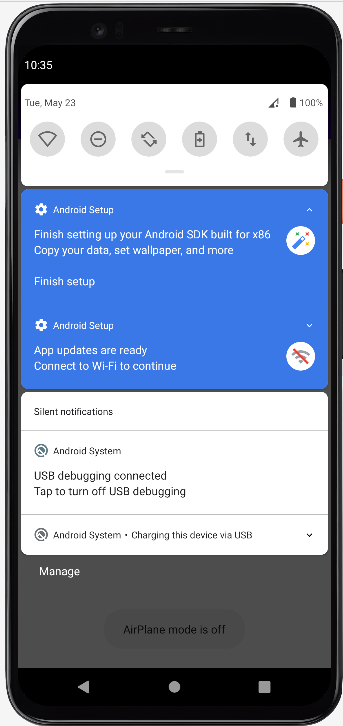 10:35
Tue, May 23
100%
Android Setup
Finish setting up your Android SDK built for x86
Copy your data, set wallpaper, and more
Finish setup
Android Setup
App updates are ready
Connect to Wi-Fi to continue
Silent notifications
Android System
USB debugging connected
Tap to turn off USB debugging
Android System • Charging this device via USB
Manage
AirPlane mode is off